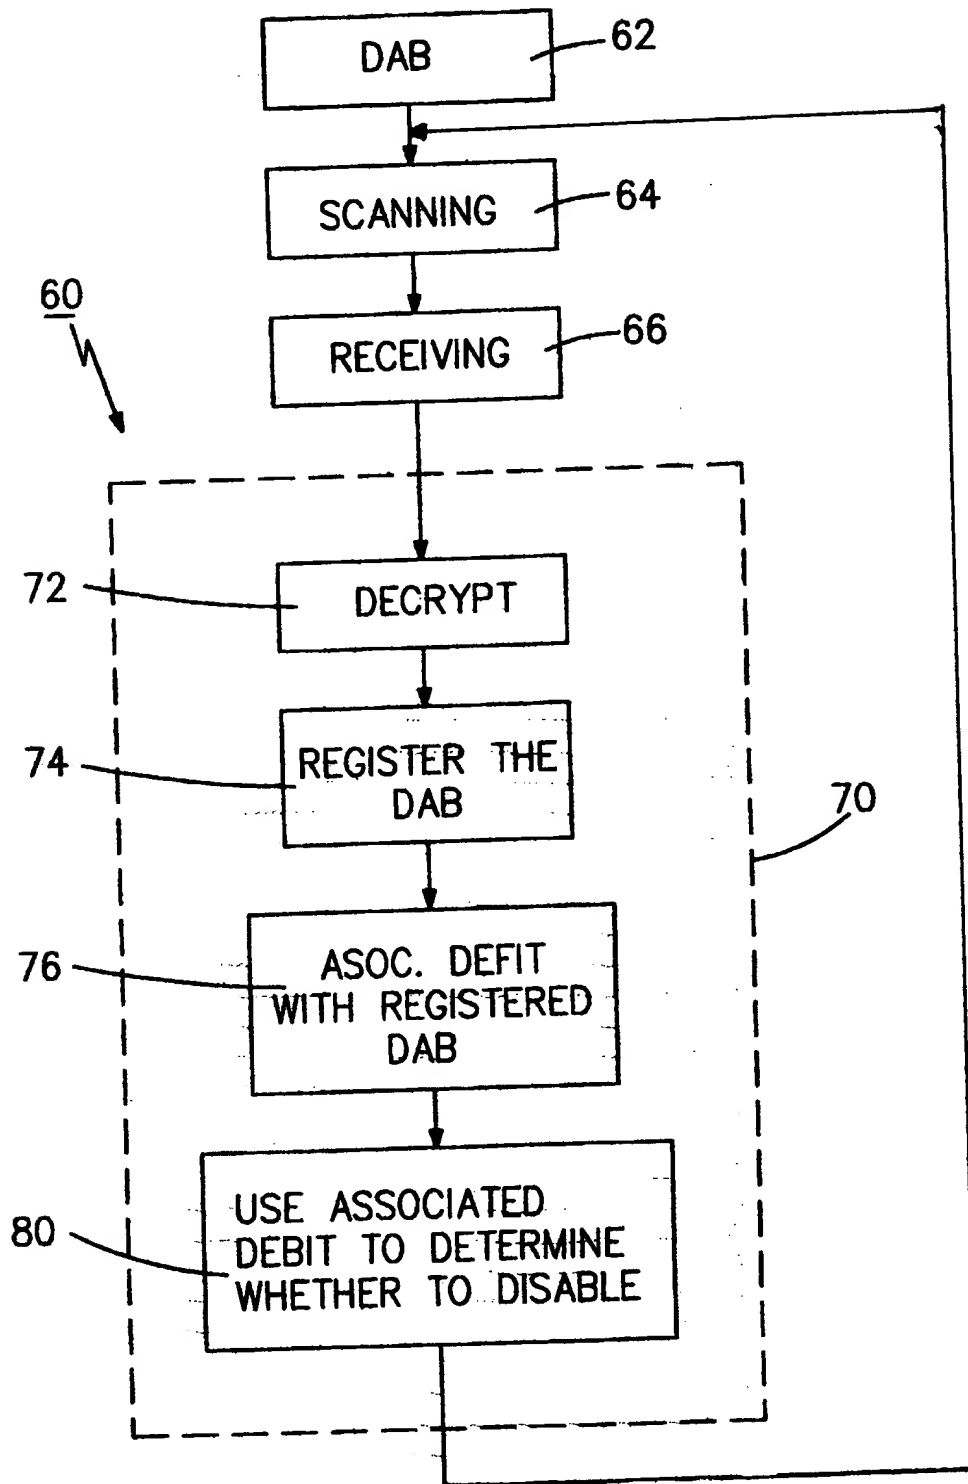 DAB
62
SCANNING
64
60
RECEIVING
66
72
DECRYPT
74
REGISTER THE
DAB
70
76
ASOC. DEFIT
WITH REGISTERED
DAB
80
USE ASSOCIATED
DEBIT TO DETERMINE
WHETHER TO DISABLE